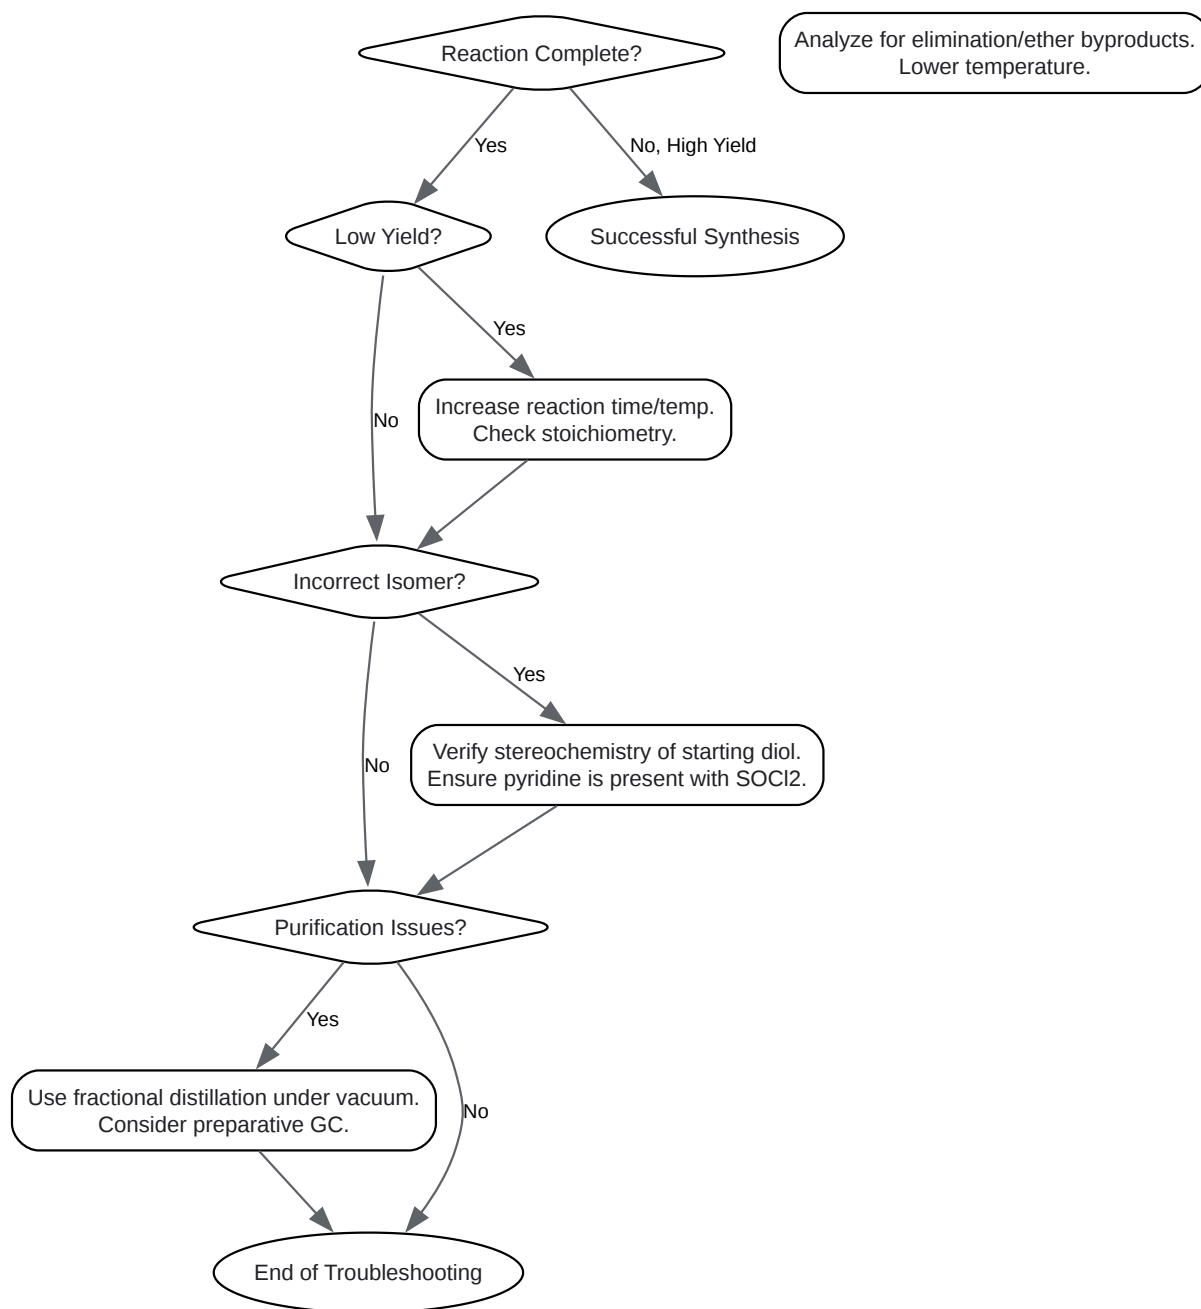 Reaction Complete?
Analyze for elimination/ether byproducts.
Lower temperature.
Yes
No, High Yield
Low Yield?
Successful Synthesis
Yes
Increase reaction time/temp.
Check stoichiometry.
No
Incorrect Isomer?
Yes
Verify stereochemistry of starting diol.
Ensure pyridine is present with SOCl2.
No
Purification Issues?
Yes
Use fractional distillation under vacuum.
Consider preparative GC.
No
End of Troubleshooting